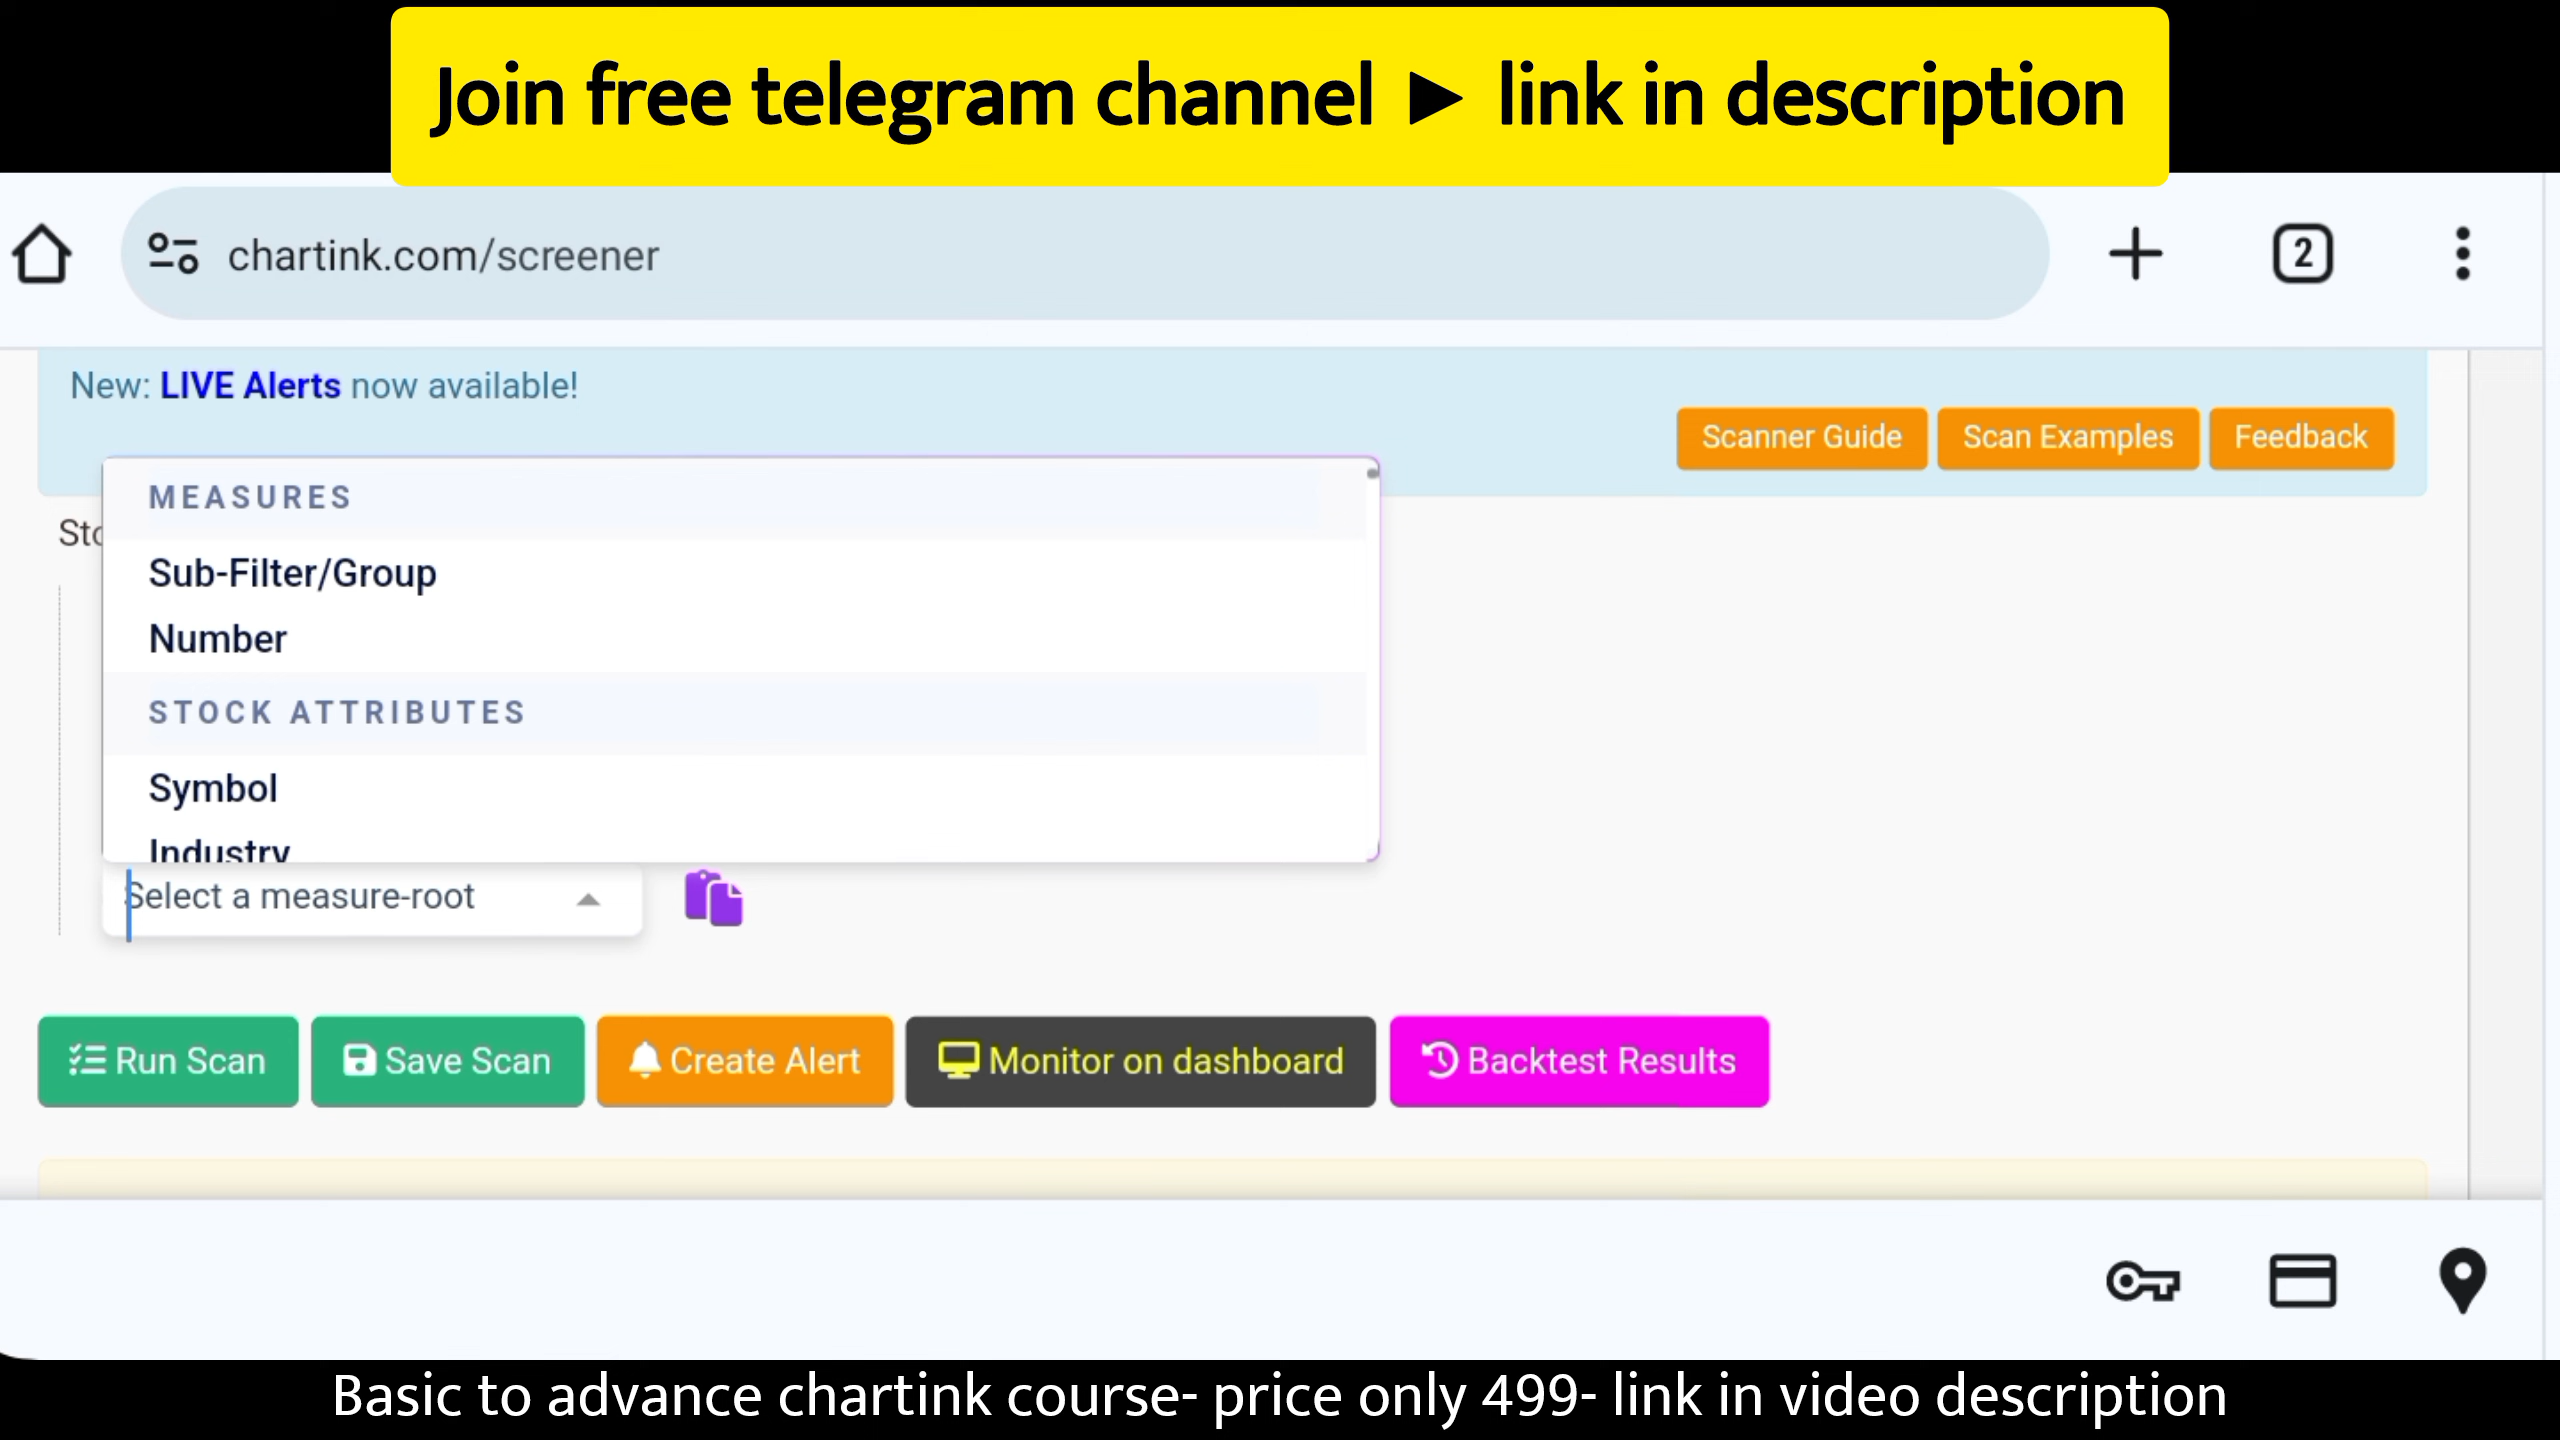 Join free telegram channel ► link in description
chartink.com/screener
2
New: LIVE Alerts now available!
Scanner Guide
Scan Examples
Feedback
MEASURES
Sto
Sub-Filter/Group
Number
STOCK ATTRIBUTES
Symbol
Industry
Select a measure-root
Run Scan
Save Scan
Create Alert
Monitor on dashboard
Backtest Results
Basic to advance chartink course- price only 499- link in video description